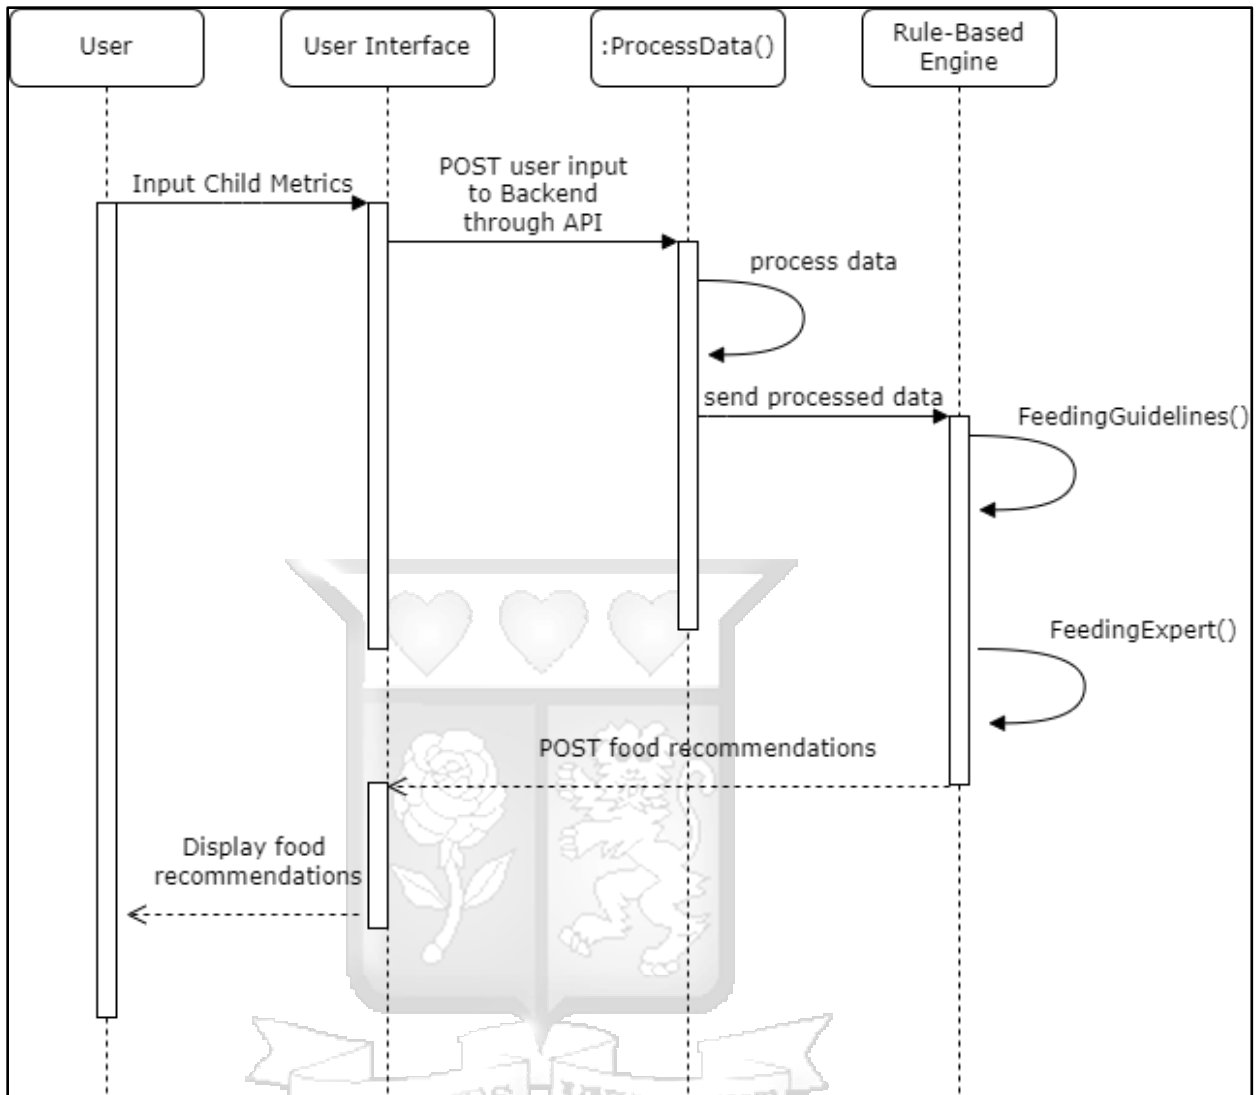 User
User Interface
:ProcessData()
Rule-Based
Engine
Input Child Metrics
POST user input
to Backend
through API
process data
send processed data
FeedingGuidelines()
FeedingExpert()
POST food recommendations
Display food
recommendations